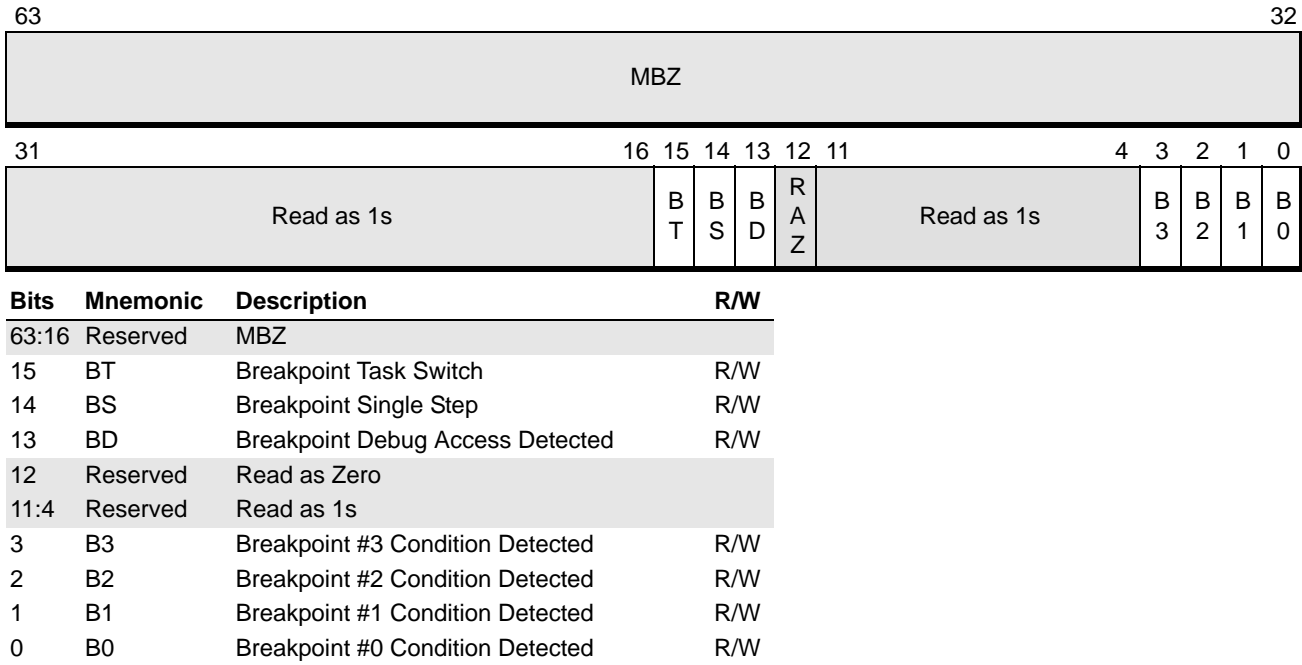 63 32
MBZ
31 16 15 14 13 12 11 4 3 2 1 0
Read as 1s B T B S B D R A Z Read as 1s B 3 B 2 B 1 B 0
Bits Mnemonic Description R/W
63:16 Reserved MBZ
15 BT Breakpoint Task Switch R/W
14 BS Breakpoint Single Step R/W
13 BD Breakpoint Debug Access Detected R/W
12 Reserved Read as Zero
11:4 Reserved Read as 1s
3 B3 Breakpoint #3 Condition Detected R/W
2 B2 Breakpoint #2 Condition Detected R/W
1 B1 Breakpoint #1 Condition Detected R/W
0 B0 Breakpoint #0 Condition Detected R/W